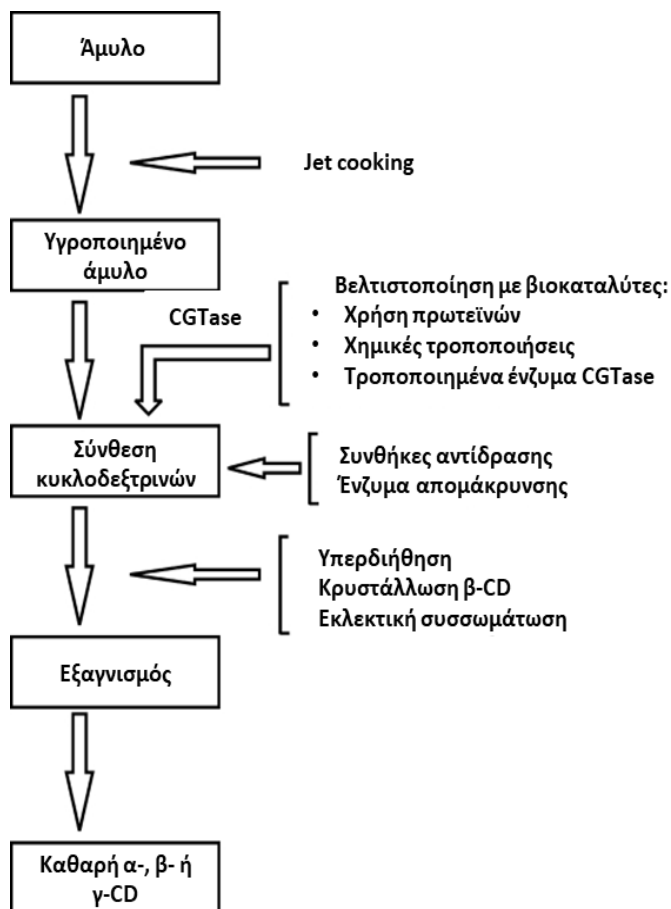 Άμυλο
Jet cooking
Υγροποιημένο
άμυλο
Βελτιστοποίηση με βιοκαταλύτες:
• Χρήση πρωτεϊνών
• Χημικές τροποποιήσεις
• Τροποποιημένα ένζυμα CGTase
CGTase
Σύνθεση
κυκλοδεξτρινών
Συνθήκες αντίδρασης
Ένζυμα απομάκρυνσης
Υπερδιήθηση
Κρυστάλλωση β-CD
Εκλεκτική συσσωμάτωση
Εξαγνισμός
Καθαρή α-, β- ή
γ-CD